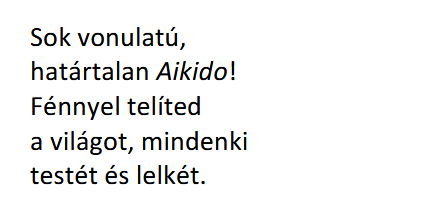 Sok vonulatú,
határtalan Aikido!
Fénnyel telíted
a világot, mindenki
testét és lelkét.